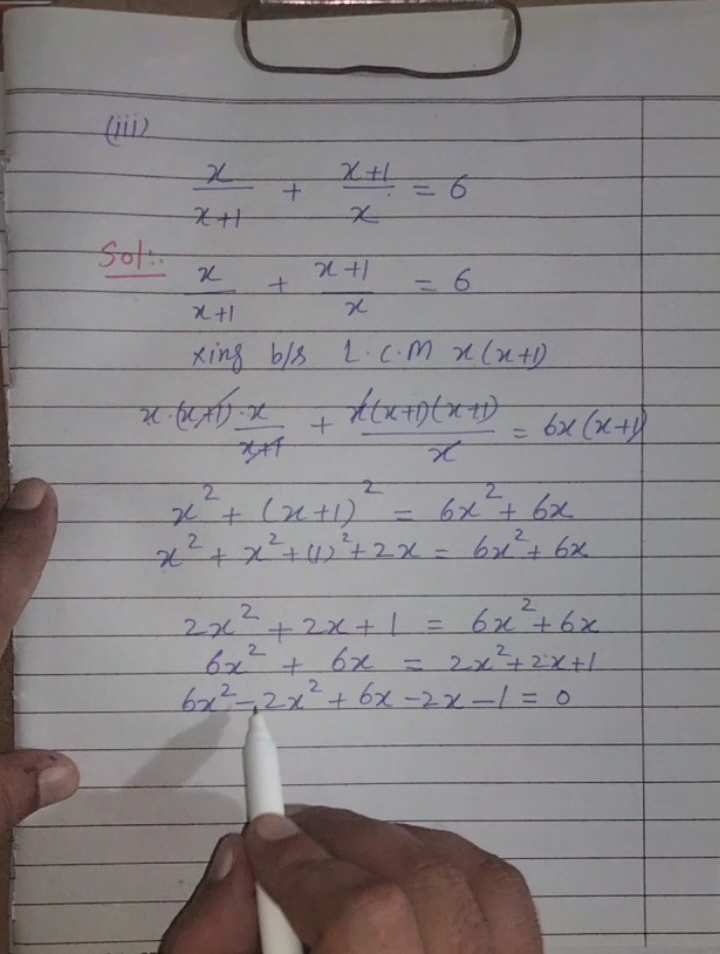 (iii)
x/(x+1) + (x+1)/x = 6
Sol:. x/(x+1) + (x+1)/x = 6
xing b/s L.C.M x(x+1)
x.(x+1).x/(x+1) + x(x+1)(x+1)/x = 6x(x+1)
x² + (x+1)² = 6x² + 6x
x² + x² + (1)² + 2x = 6x² + 6x
2x² + 2x + 1 = 6x² + 6x
6x² + 6x = 2x² + 2x + 1
6x² - 2x² + 6x - 2x - 1 = 0